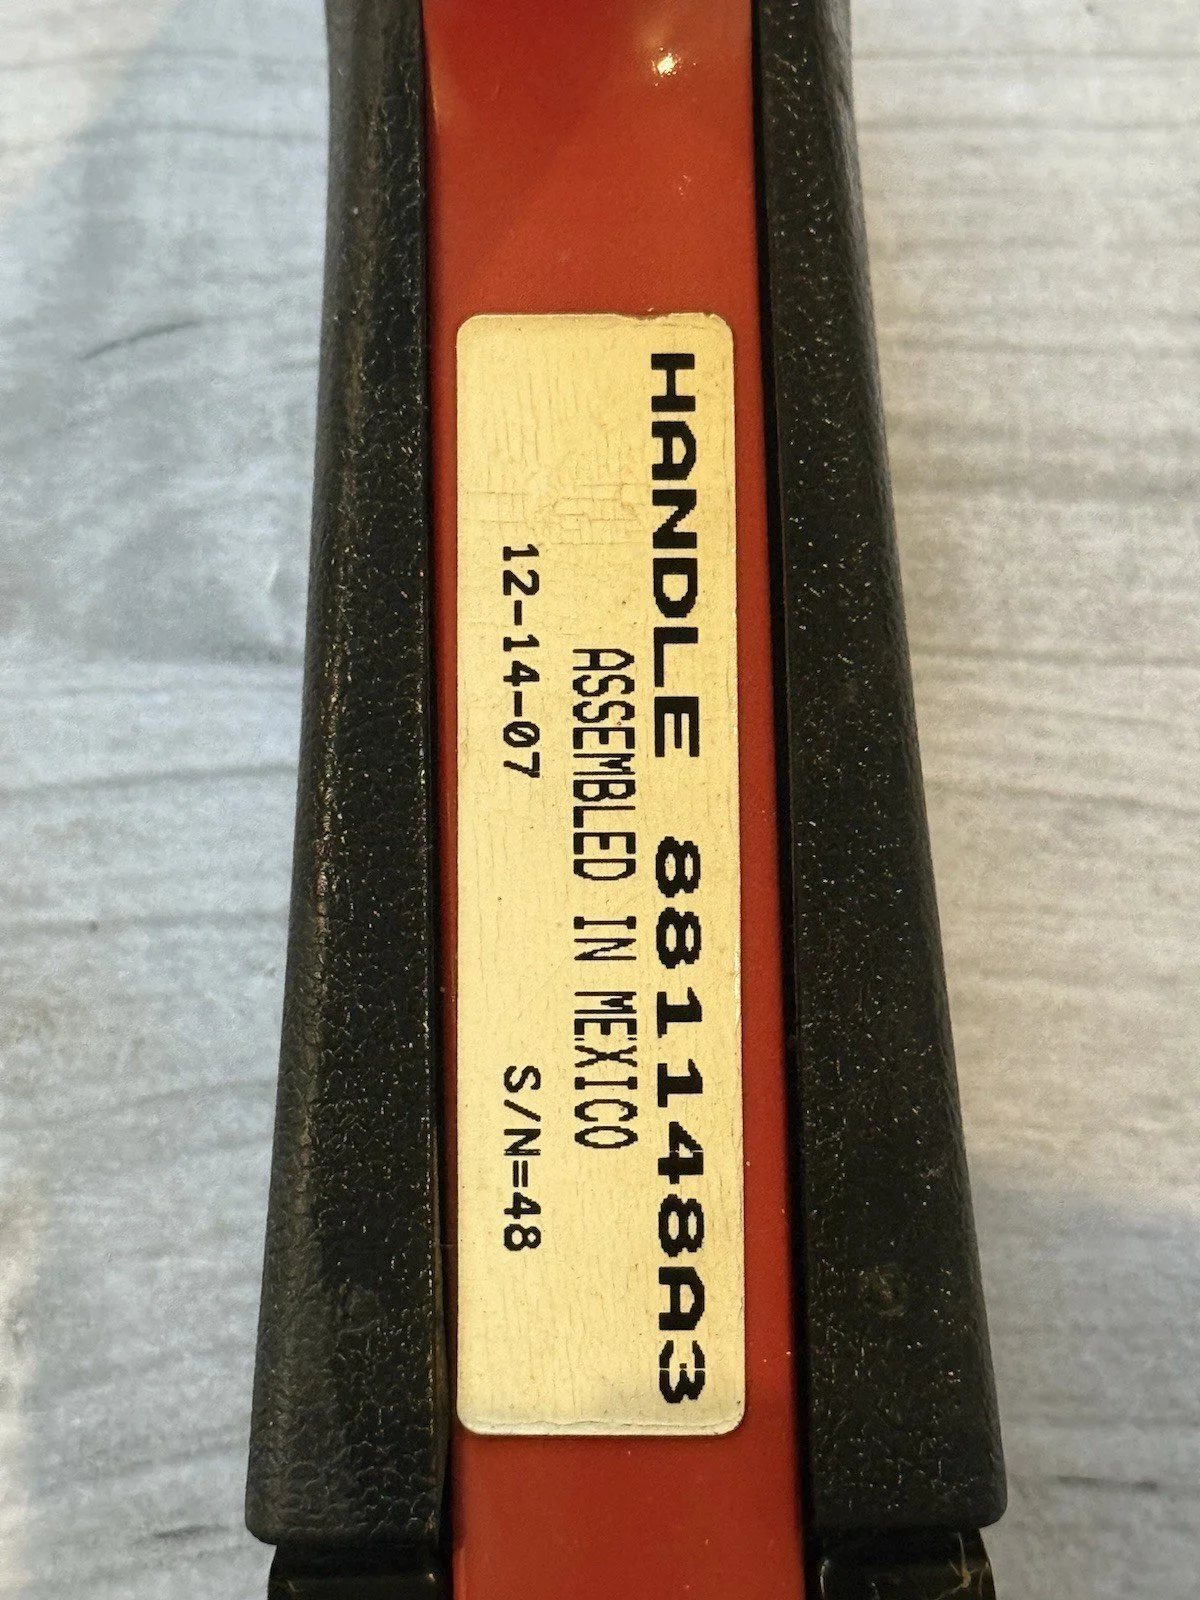 HANDLE 881148A3
ASSEMBLED IN MEXICO
12-14-07 S/N=48